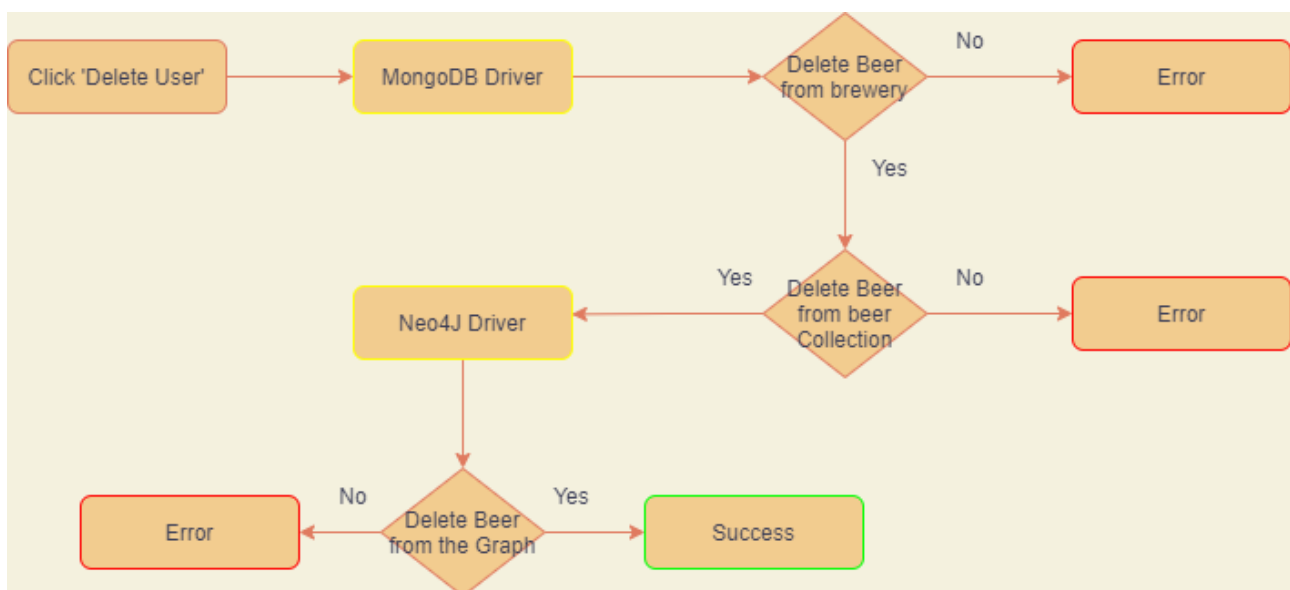 Click 'Delete User'
MongoDB Driver
Delete Beer
from brewery
No
Error
Yes
Delete Beer
from beer
Collection
Yes
No
Error
Neo4J Driver
Delete Beer
from the Graph
No
Error
Yes
Success